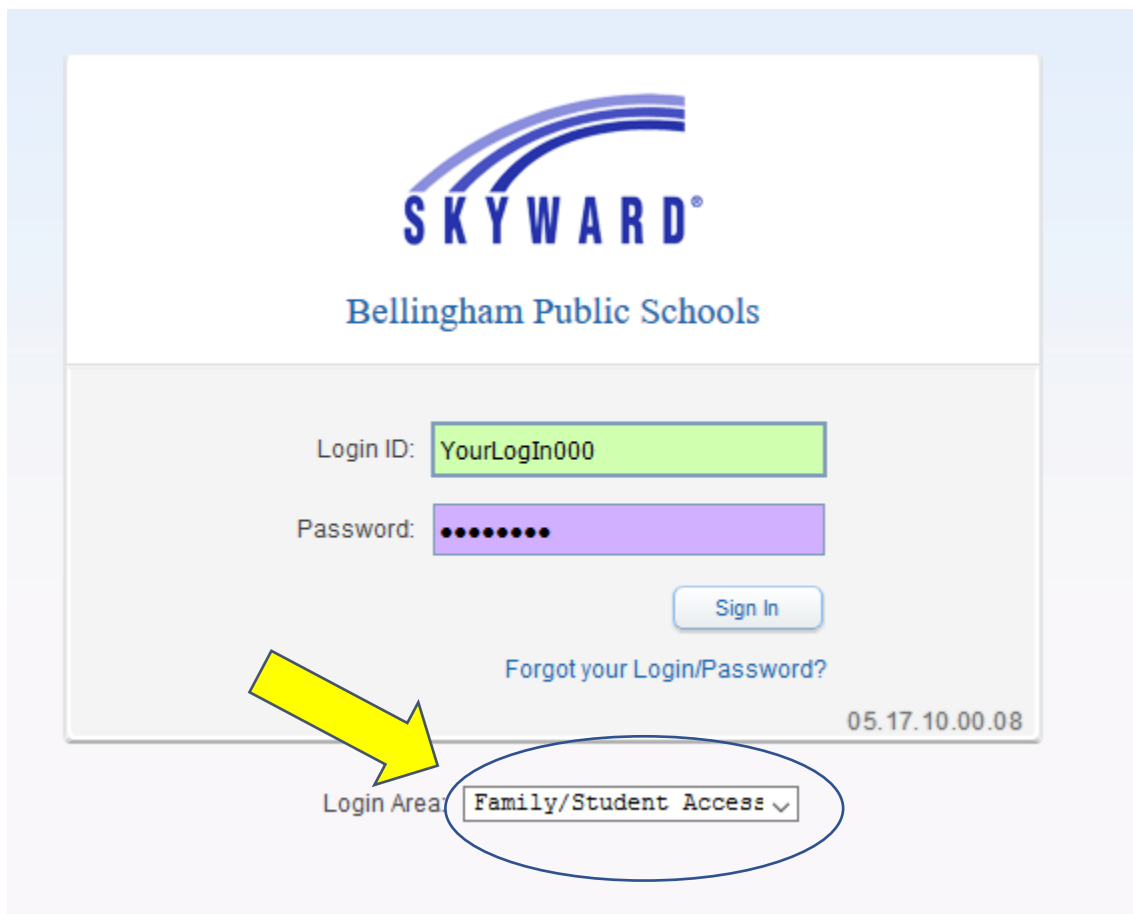 SKYWARD®
Bellingham Public Schools
Login ID: YourLogIn000
Password: ••••••••
Sign In
Forgot your Login/Password?
05.17.10.00.08
Login Area: Family/Student Access